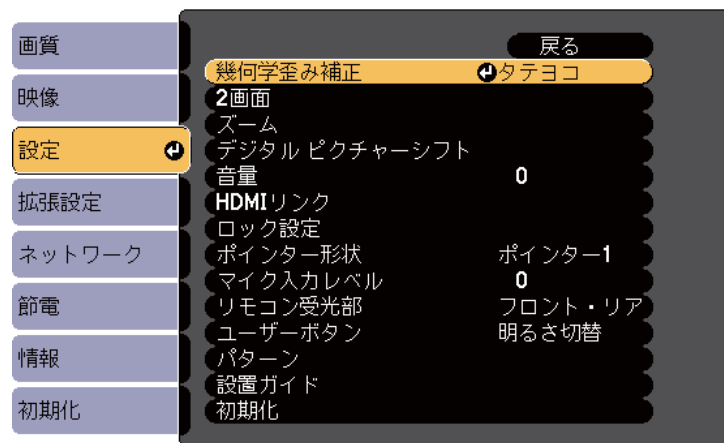 画質
映像
設定
拡張設定
ネットワーク
節電
情報
初期化
戻る
幾何学歪み補正 タテヨコ
2画面
ズーム
デジタル ピクチャーシフト
音量 0
HDMIリンク
ロック設定
ポインター形状 ポインター1
マイク入力レベル 0
リモコン受光部 フロント・リア
ユーザーボタン 明るさ切替
パターン
設置ガイド
初期化